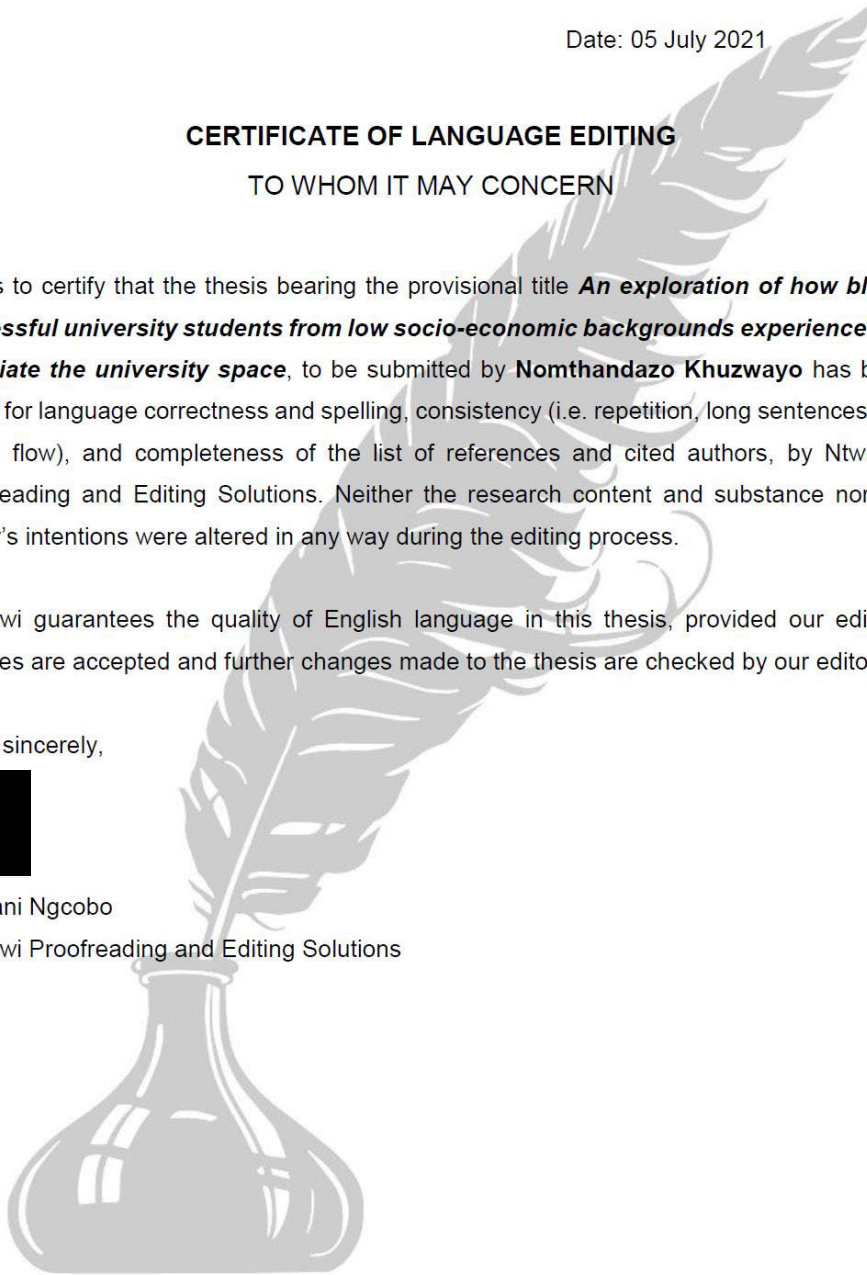 Date: 05 July 2021
CERTIFICATE OF LANGUAGE EDITING
TO WHOM IT MAY CONCERN
s to certify that the thesis bearing the provisional title An exploration of how bl
essful university students from low socio-economic backgrounds experience
iate the university space, to be submitted by Nomthandazo Khuzwayo has b
for language correctness and spelling, consistency (i.e. repetition, long sentences
flow), and completeness of the list of references and cited authors, by Ntw
eading and Editing Solutions. Neither the research content and substance nor
r’s intentions were altered in any way during the editing process.
wi guarantees the quality of English language in this thesis, provided our edi
es are accepted and further changes made to the thesis are checked by our edito
sincerely,
ani Ngcobo
wi Proofreading and Editing Solutions